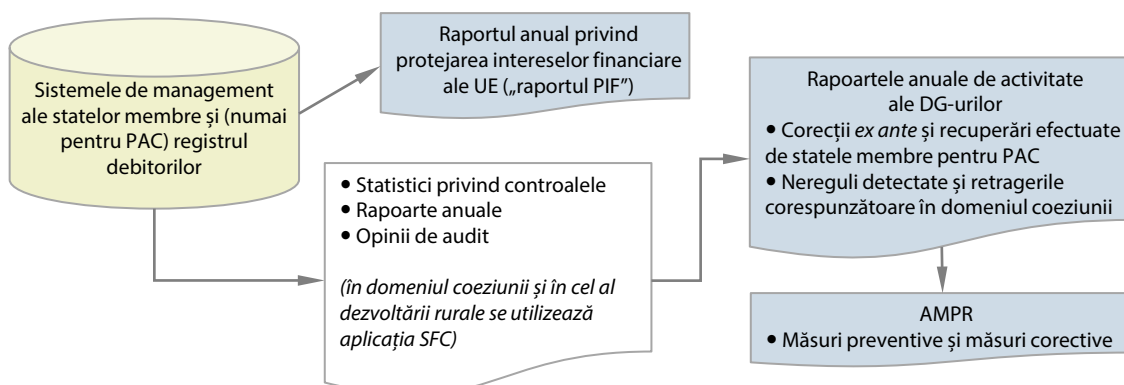 Sistemele de management
ale statelor membre și (numai
pentru PAC) registrul
debitorilor
Raportul anual privind
protejarea intereselor financiare
ale UE („raportul PIF”)
• Statistici privind controalele
• Rapoarte anuale
• Opinii de audit
(în domeniul coeziunii și în cel al
dezvoltării rurale se utilizează
aplicația SFC)
Rapoartele anuale de activitate
ale DG-urilor
• Corecții ex ante și recuperări efectuate
de statele membre pentru PAC
• Nereguli detectate și retragerile
corespunzătoare în domeniul coeziunii
AMPR
• Măsuri preventive și măsuri corective